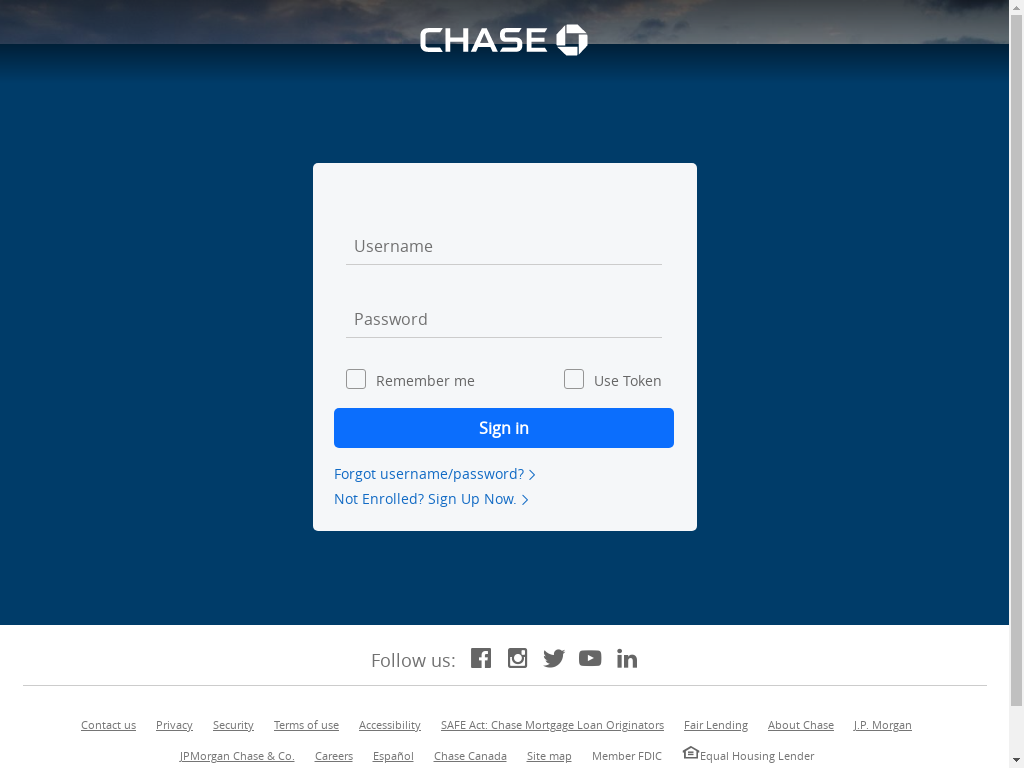 CHASE
Username
Password
Remember me Use Token
Sign in
Forgot username/password?
Not Enrolled? Sign Up Now.
Follow us:
Contact us Privacy Security Terms of use Accessibility SAFE Act: Chase Mortgage Loan Originators Fair Lending About Chase J.P. Morgan
JPMorgan Chase & Co. Careers Español Chase Canada Site map Member FDIC Equal Housing Lender